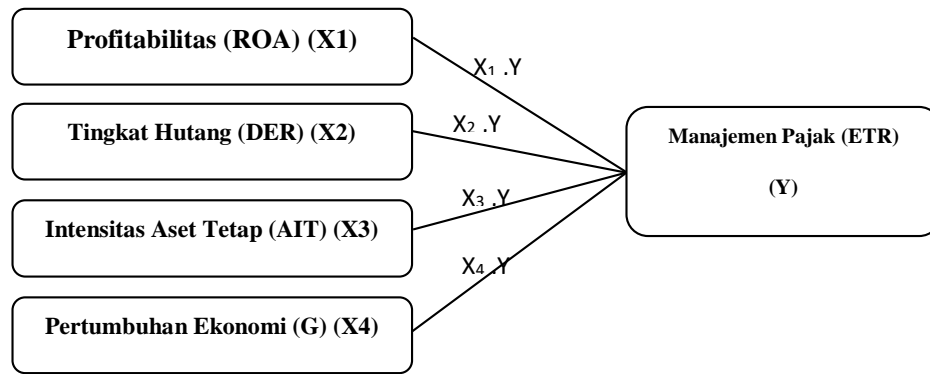 Profitabilitas (ROA) (X1)
X₁ .Y
Tingkat Hutang (DER) (X2)
X₂ .Y
Manajemen Pajak (ETR)
(Y)
Intensitas Aset Tetap (AIT) (X3)
X₃ .Y
X₄ .Y
Pertumbuhan Ekonomi (G) (X4)